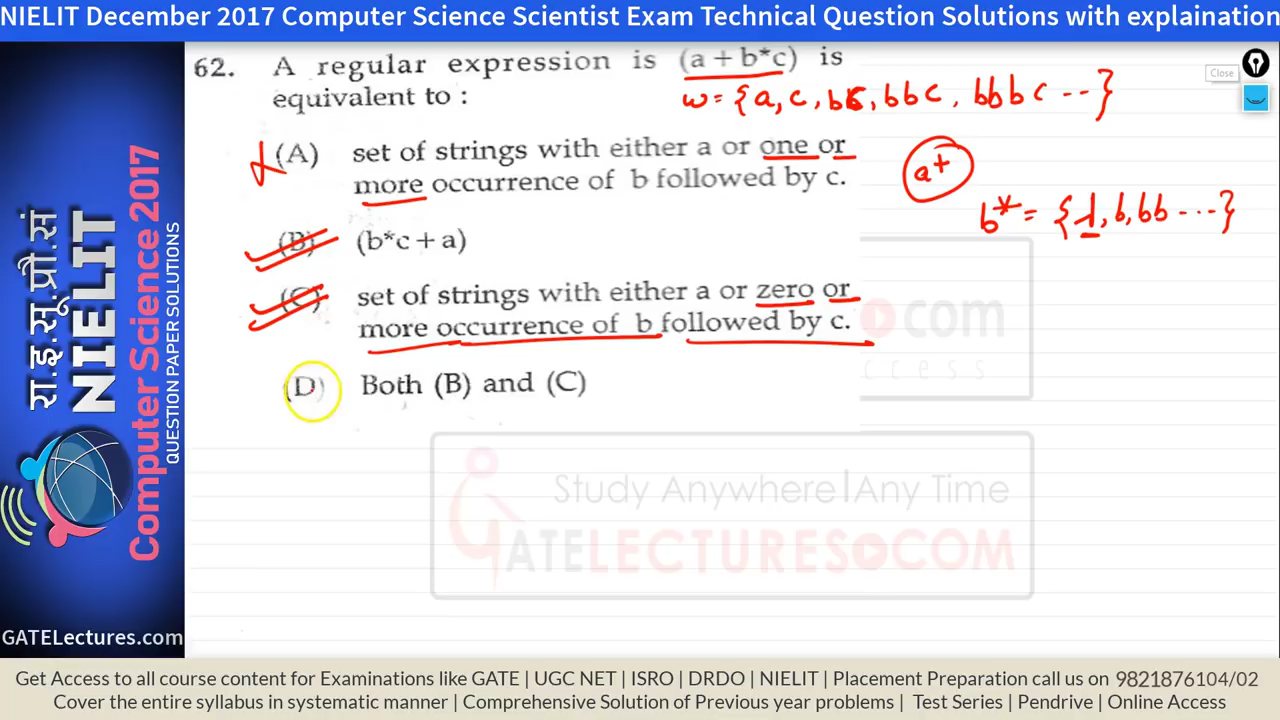 NIELIT December 2017 Computer Science Scientist Exam Technical Question Solutions with explaination
62. A regular expression is (a + b*c) is
equivalent to :
w = {a, c, bc, bbc, bbbc --}
(A) set of strings with either a or one or
more occurrence of b followed by c.
a+
b* = {λ, b, bb ---}
(B) (b*c + a)
(C) set of strings with either a or zero or
more occurrence of b followed by c.
(D) Both (B) and (C)
Close
रा.इ.सू.प्रौ.सं
NIELIT
Computer Science 2017
QUESTION PAPER SOLUTIONS
Study Anywhere Any Time
GATELECTURES.COM
GATELectures.com
Get Access to all course content for Examinations like GATE | UGC NET | ISRO | DRDO | NIELIT | Placement Preparation call us on 9821876104/02
Cover the entire syllabus in systematic manner | Comprehensive Solution of Previous year problems | Test Series | Pendrive | Online Access